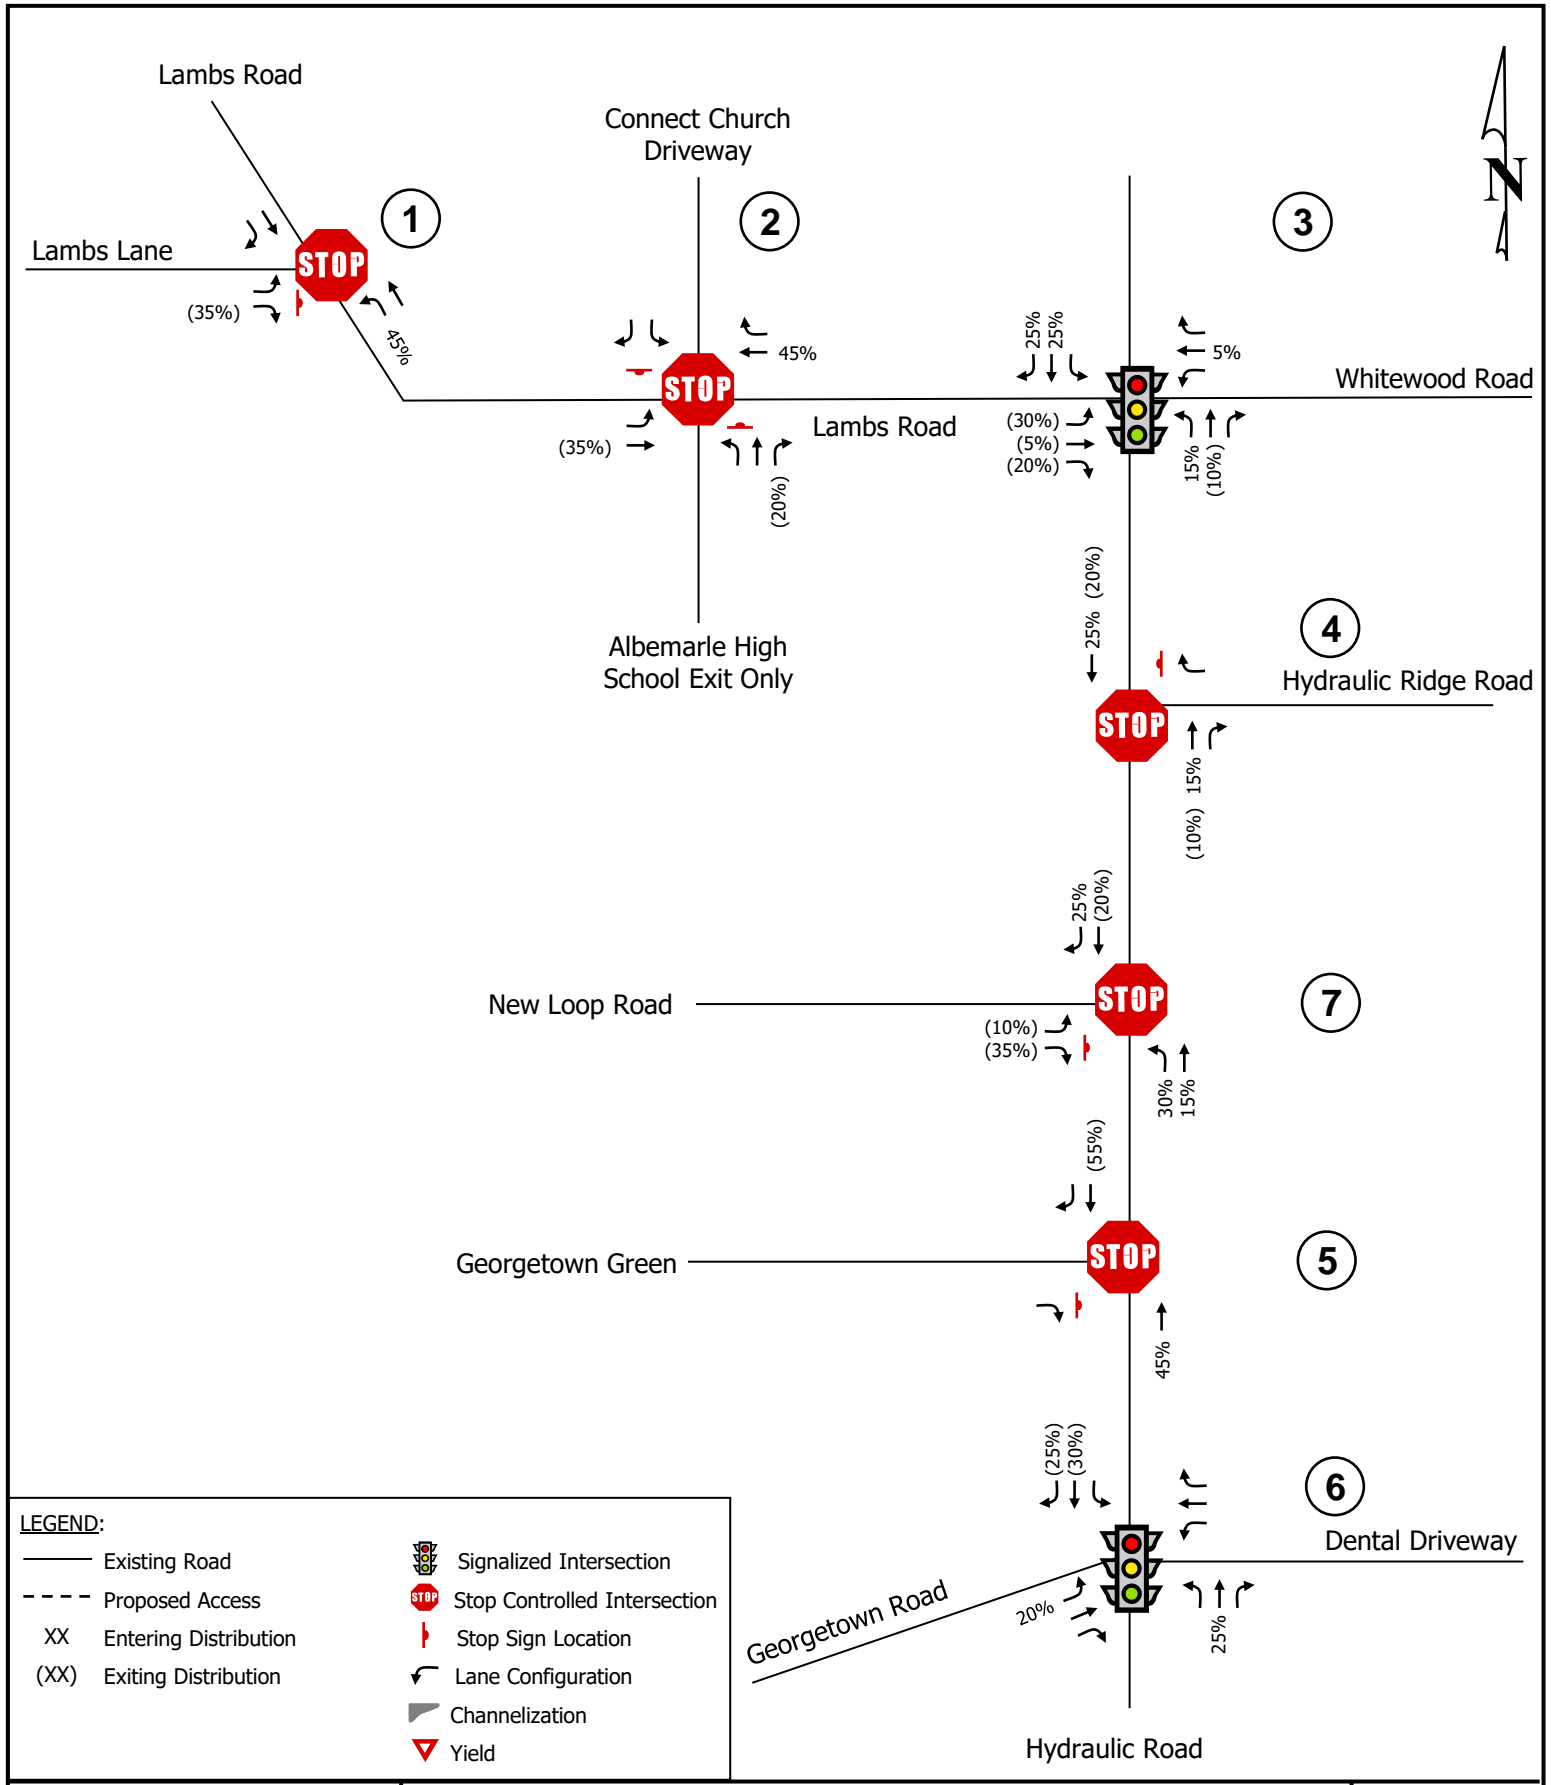 Lambs Road
Connect Church
Driveway
1
2
3
N
Lambs Lane
STOP
(35%)
45%
45%
STOP
(35%)
(20%)
Lambs Road
Albemarle High
School Exit Only
25%
25%
5%
Whitewood Road
(30%)
(5%)
(20%)
15%
(10%)
25% (20%)
4
Hydraulic Ridge Road
STOP
(10%) 15%
25%
(20%)
New Loop Road
STOP
7
(10%)
(35%)
30%
15%
(55%)
Georgetown Green
STOP
5
45%
(25%)
(30%)
6
Dental Driveway
Georgetown Road
20%
25%
Hydraulic Road
LEGEND:
Existing Road
Proposed Access
XX Entering Distribution
(XX) Exiting Distribution
Signalized Intersection
STOP Stop Controlled Intersection
Stop Sign Location
Lane Configuration
Channelization
Yield